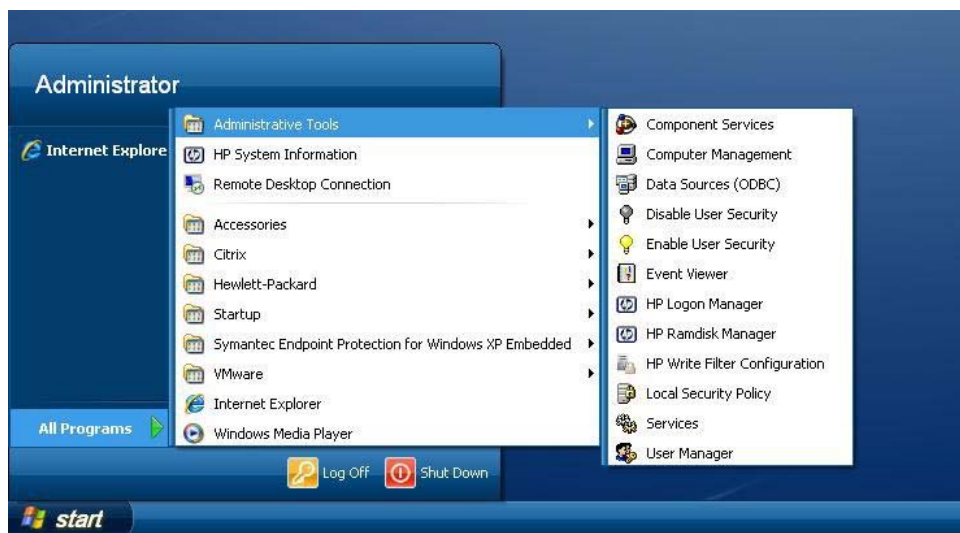 Administrator
Internet Explore
Administrative Tools
HP System Information
Remote Desktop Connection
Accessories
Citrix
Hewlett-Packard
Startup
Symantec Endpoint Protection for Windows XP Embedded
VMware
Internet Explorer
Windows Media Player
Component Services
Computer Management
Data Sources (ODBC)
Disable User Security
Enable User Security
Event Viewer
HP Logon Manager
HP Ramdisk Manager
HP Write Filter Configuration
Local Security Policy
Services
User Manager
All Programs
Log Off
Shut Down
start